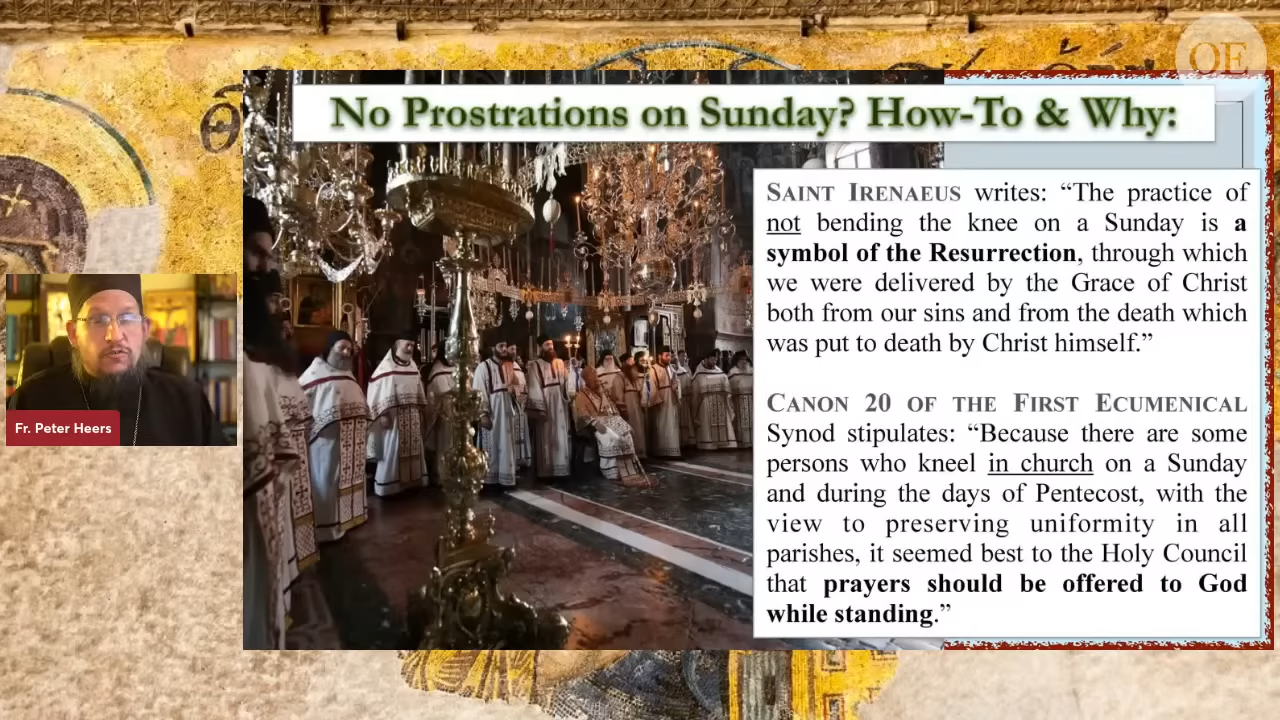 OE
No Prostrations on Sunday? How-To & Why:
SAINT IRENAEUS writes: “The practice of
not bending the knee on a Sunday is a
symbol of the Resurrection, through which
we were delivered by the Grace of Christ
both from our sins and from the death which
was put to death by Christ himself.”
CANON 20 OF THE FIRST ECUMENICAL
Synod stipulates: “Because there are some
persons who kneel in church on a Sunday
and during the days of Pentecost, with the
view to preserving uniformity in all
parishes, it seemed best to the Holy Council
that prayers should be offered to God
while standing.”
Fr. Peter Heers